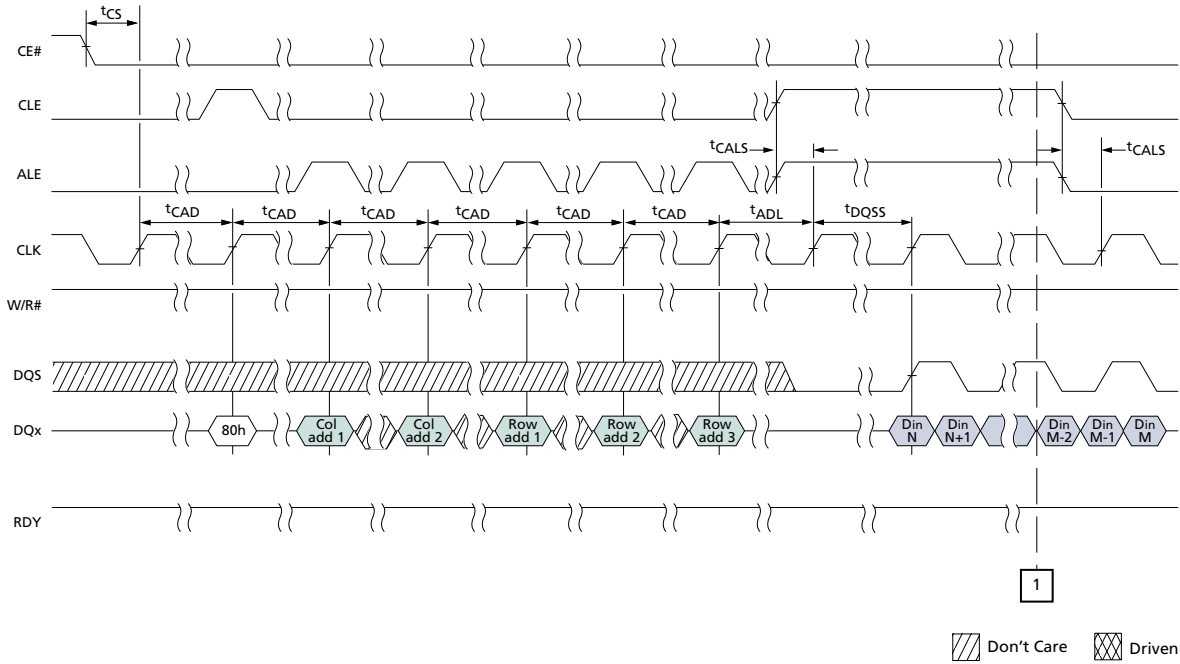 tCS
CE#
CLE
tCALS
tCALS
ALE
tCAD
tCAD
tCAD
tCAD
tCAD
tCAD
tADL
tDQSS
CLK
W/R#
DQS
DQx
80h
Col
add 1
Col
add 2
Row
add 1
Row
add 2
Row
add 3
Din
N
Din
N+1
Din
M-2
Din
M-1
Din
M
RDY
1
Don't Care
Driven